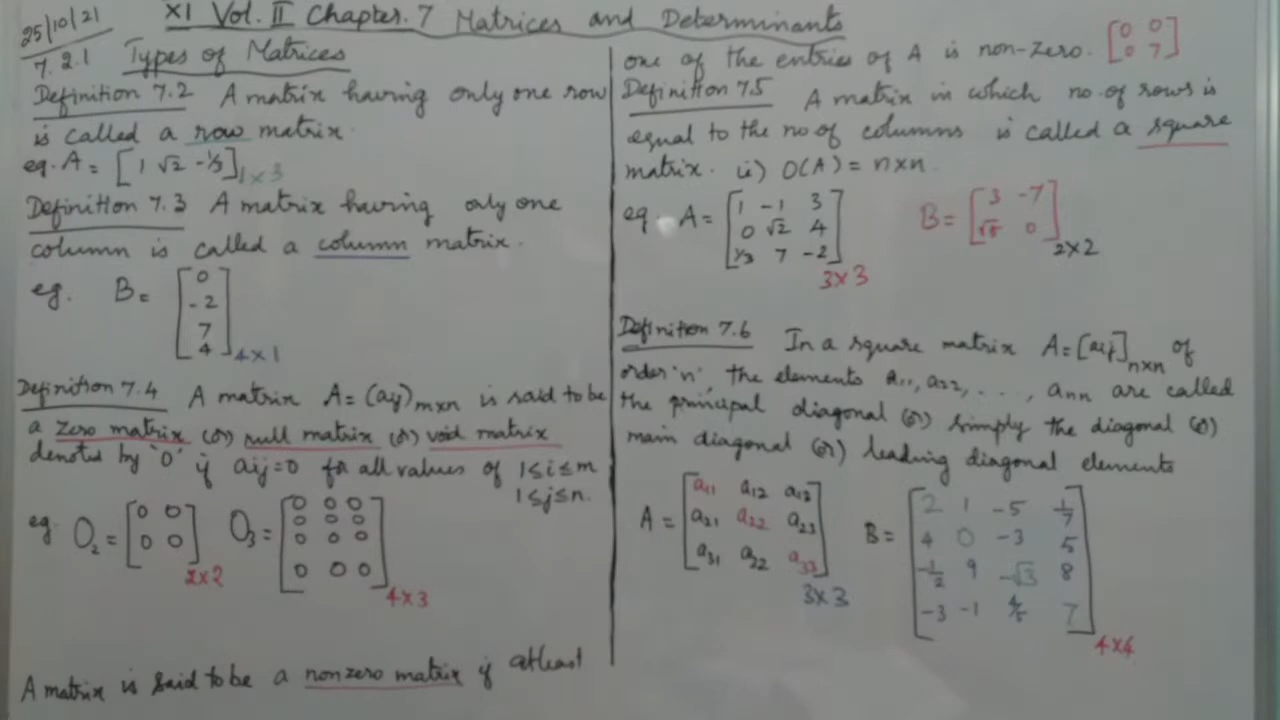 25/10/21
XI Vol. II Chapter. 7 Matrices and Determinants
7.2.1 Types of Matrices
Definition 7.2 A matrix having only one row
is called a row matrix.
eg. A = [1 √2 -1/3] 1×3
Definition 7.3 A matrix having only one
column is called a column matrix.
eg. B = [0
-2
7
4] 4×1
Definition 7.4 A matrix A = (aij)m×n is said to be
a zero matrix (or) null matrix (or) void matrix
denoted by 'O' if aij=0 for all values of 1≤i≤m
1≤j≤n.
eg. O2 = [0 0
0 0] 2×2
O3 = [0 0 0
0 0 0
0 0 0
0 0 0] 4×3
A matrix is said to be a nonzero matrix if atleast
one of the entries of A is non-zero. [0 0
0 7]
Definition 7.5 A matrix in which no. of rows is
equal to the no of columns is called a square
matrix. ie) O(A) = n×n.
eg A = [1 -1 3
0 √2 4
1/3 7 -2] 3×3
B = [3 -7
0] 2×2
Definition 7.6 In a square matrix A = [aij]n×n of
order 'n', the elements a11, a22, . . . , ann are called
the principal diagonal (or) simply the diagonal (or)
main diagonal (or) leading diagonal elements
A = [a11 a12 a13
a21 a22 a23
a31 a22 a33] 3×3
B = [2 1 -5 1/7
4 0 -3 5
-1/2 9 -√3 8
-3 -1 4/5 7] 4×4